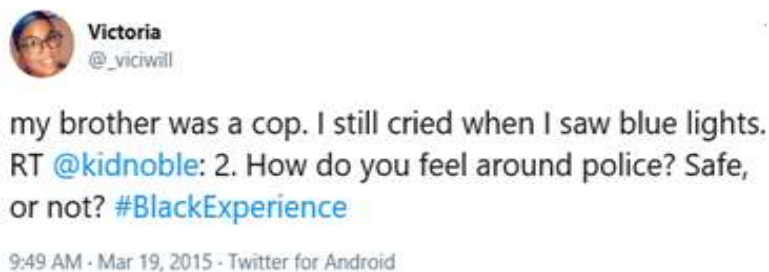 Victoria
@_viciwill
my brother was a cop. I still cried when I saw blue lights.
RT @kidnoble: 2. How do you feel around police? Safe,
or not? #BlackExperience
9:49 AM · Mar 19, 2015 · Twitter for Android